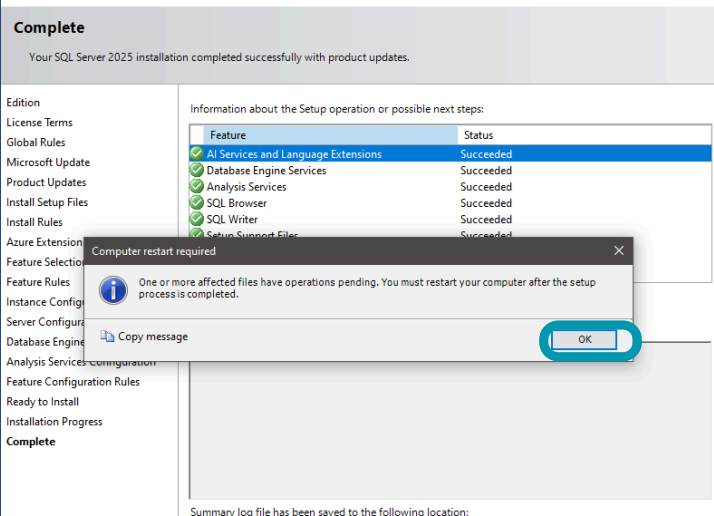 Complete
Your SQL Server 2025 installation completed successfully with product updates.
Edition
License Terms
Global Rules
Microsoft Update
Product Updates
Install Setup Files
Install Rules
Azure Extension
Feature Selectio
Feature Rules
Instance Config
Server Configura
Database Engine
Analysis Services Configuration
Feature Configuration Rules
Ready to Install
Installation Progress
Complete
Information about the Setup operation or possible next steps:
Feature Status
AI Services and Language Extensions Succeeded
Database Engine Services Succeeded
Analysis Services Succeeded
SQL Browser Succeeded
SQL Writer Succeeded
Setup Support Files Succeeded
Computer restart required
One or more affected files have operations pending. You must restart your computer after the setup
process is completed.
Copy message
OK
Summary log file has been saved to the following location: